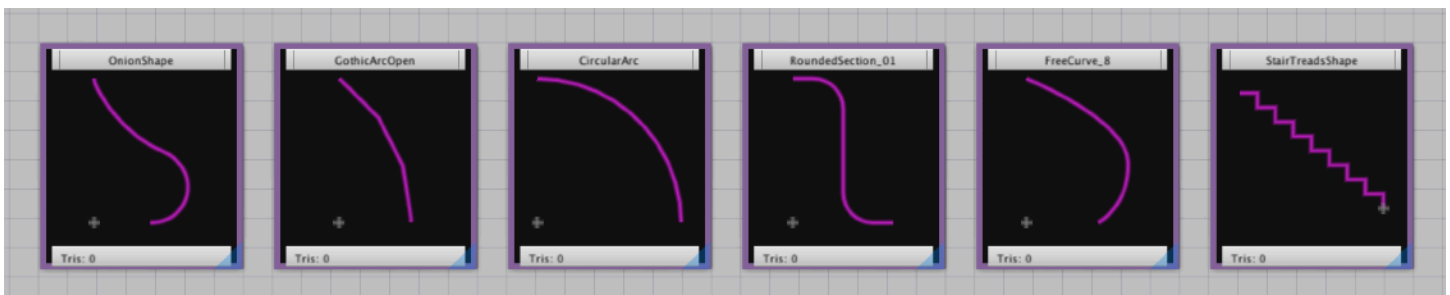 OnionShape
GothicArcOpen
CircularArc
RoundedSection_01
FreeCurve_8
StairTreadsShape
Tris: 0
Tris: 0
Tris: 0
Tris: 0
Tris: 0
Tris: 0